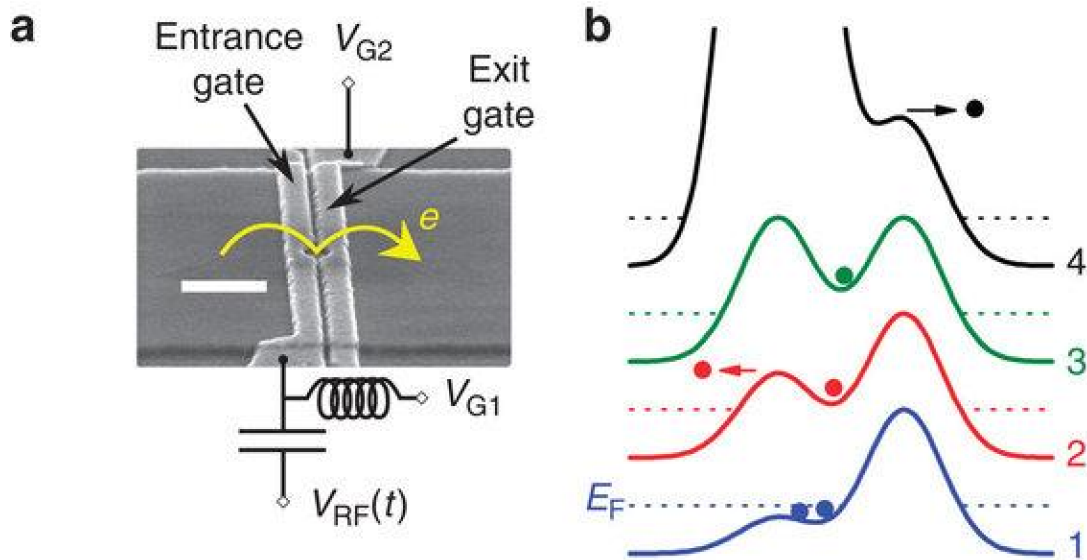 a
Entrance
gate
V_G2
Exit
gate
e
V_G1
V_RF(t)
b
4
3
2
E_F
1